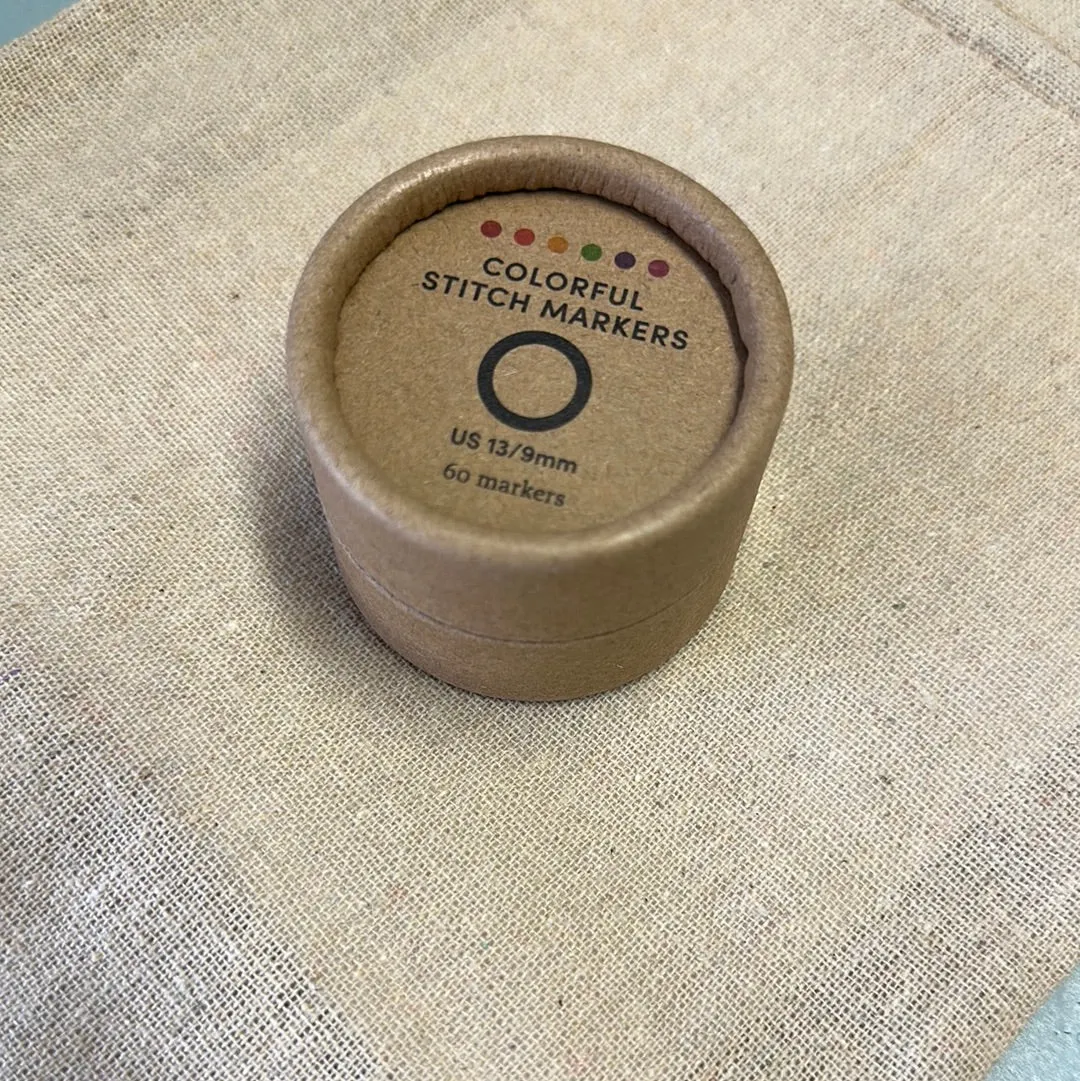 COLORFUL
STITCH MARKERS
US 13/9mm
60 markers